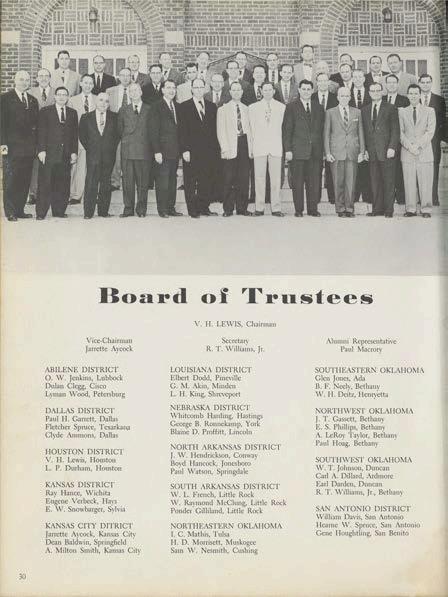 Board of Trustees
V. H. LEWIS, Chairman
Vice-Chairman
Jarrette Aycock
Secretary
R. T. Williams, Jr.
Alumni Representative
Paul Macrory
ABILENE DISTRICT
O. W. Jenkins, Lubbock
Dulan Clegg, Cisco
Lyman Wood, Petersburg
DALLAS DISTRICT
Paul H. Garrett, Dallas
Fletcher Spruce, Texarkana
Clyde Ammons, Dallas
HOUSTON DISTRICT
V. H. Lewis, Houston
L. P. Durham, Houston
KANSAS DISTRICT
Ray Hance, Wichita
Eugene Verbeck, Hays
E. W. Snowbarger, Sylvia
KANSAS CITY DITRICT
Jarrette Aycock, Kansas City
Dean Baldwin, Springfield
A. Milton Smith, Kansas City
LOUISIANA DISTRICT
Elbert Dodd, Pineville
G. M. Akin, Minden
L. H. King, Shreveport
NEBRASKA DISTRICT
Whitcomb Harding, Hastings
George B. Ronnekamp, York
Blaine D. Proffitt, Lincoln
NORTH ARKANSAS DISTRICT
J. W. Hendrickson, Conway
Boyd Hancock, Jonesboro
Paul Watson, Springdale
SOUTH ARKANSAS DISTRICT
W. L. French, Little Rock
W. Raymond McClung, Little Rock
Ponder Gilliland, Little Rock
NORTHEASTERN OKLAHOMA
I. C. Mathis, Tulsa
H. D. Morrisett, Muskogee
Sam W. Nesmith, Cushing
SOUTHEASTERN OKLAHOMA
Glen Jones, Ada
B. F. Neely, Bethany
W. H. Deitz, Henryetta
NORTHWEST OKLAHOMA
J. T. Gassett, Bethany
E. S. Phillips, Bethany
A. LeRoy Taylor, Bethany
Paul Hoag, Bethany
SOUTHWEST OKLAHOMA
W. T. Johnson, Duncan
Carl A. Dillard, Ardmore
Earl Darden, Duncan
R. T. Williams, Jr., Bethany
SAN ANTONIO DISTRICT
William Davis, San Antonio
Hearne W. Spruce, San Antonio
Gene Houghtling, San Benito
30